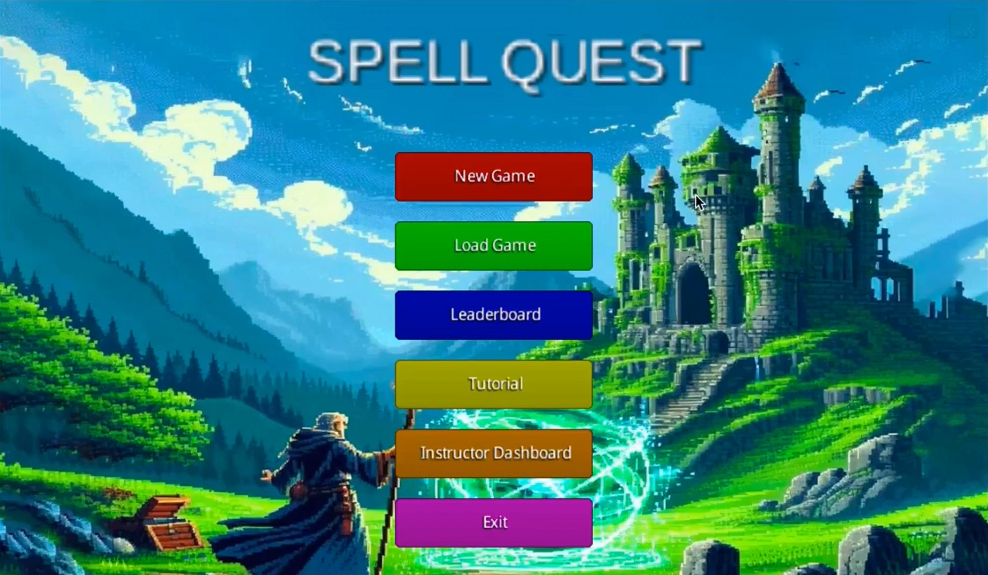 SPELL QUEST
New Game
Load Game
Leaderboard
Tutorial
Instructor Dashboard
Exit